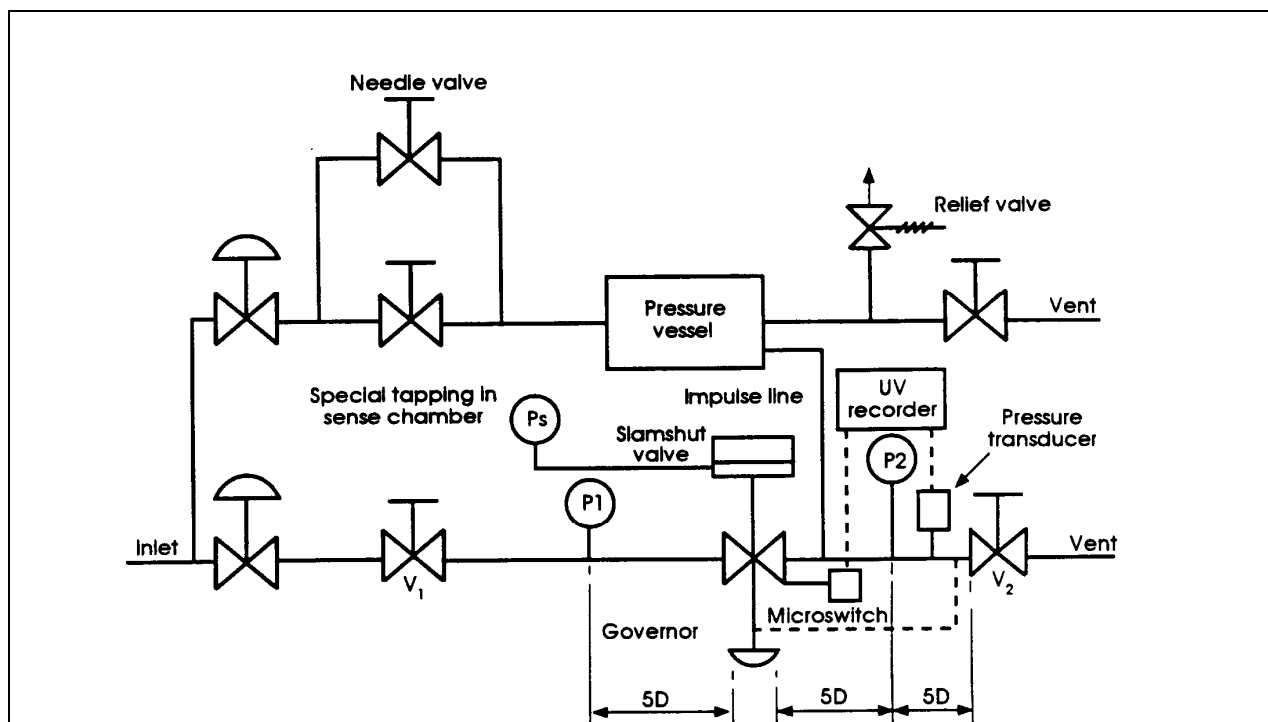 Needle valve
Relief valve
Pressure
vessel
Vent
Special tapping in
sense chamber
Impulse line
UV
recorder
Pressure
transducer
Ps
Slamshut
valve
P2
P1
Inlet
Vent
V1
V2
Microswitch
Governor
5D
5D
5D